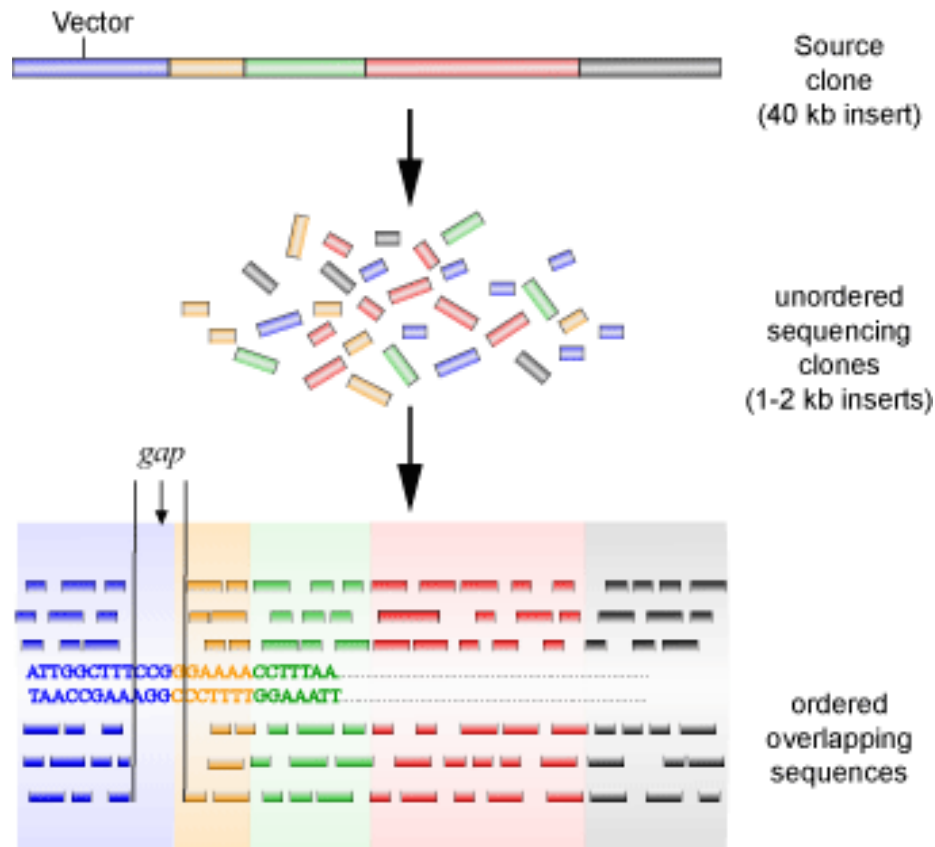 Vector
Source
clone
(40 kb insert)
unordered
sequencing
clones
(1-2 kb inserts)
gap
ATTGGCTTTCCGGGAAAACCTTTAA
TAACCGAAAGGCCCTTTTGGAAATT
ordered
overlapping
sequences